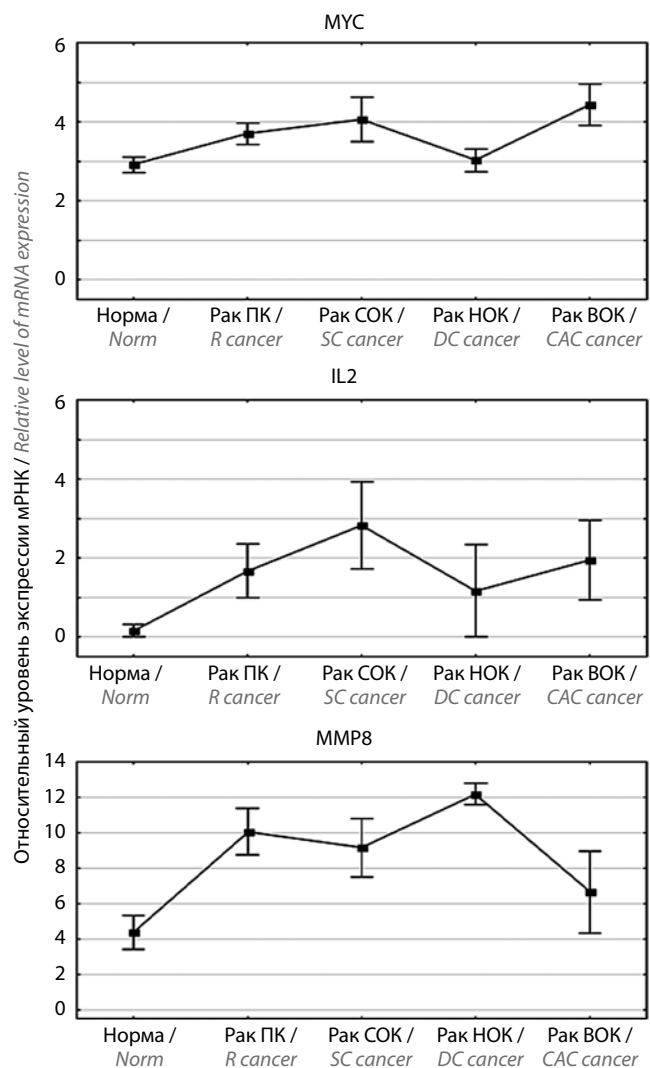 Относительный уровень экспрессии мРНК / Relative level of mRNA expression
MYC
6
4
2
0
Норма / Рак ПК / Рак СОК / Рак НОК / Рак ВОК /
Norm R cancer SC cancer DC cancer CAC cancer
IL2
6
4
2
0
Норма / Рак ПК / Рак СОК / Рак НОК / Рак ВОК /
Norm R cancer SC cancer DC cancer CAC cancer
MMP8
14
12
10
8
6
4
2
0
Норма / Рак ПК / Рак СОК / Рак НОК / Рак ВОК /
Norm R cancer SC cancer DC cancer CAC cancer